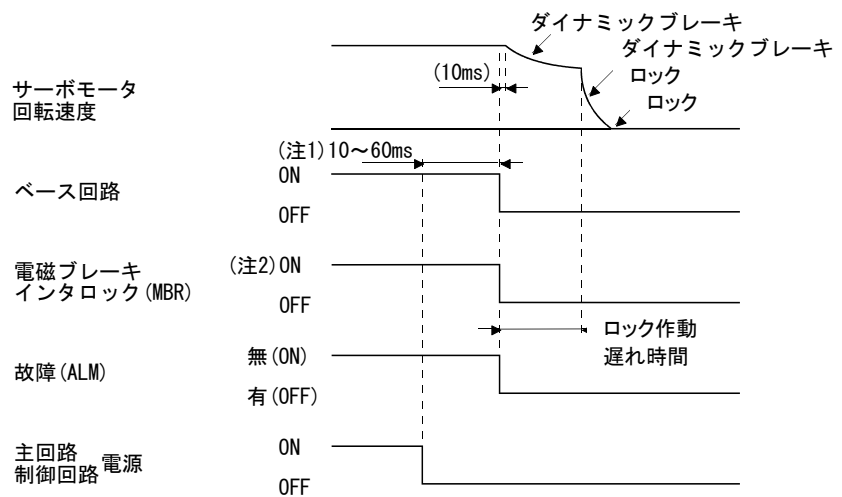 ダイナミックブレーキ
ダイナミックブレーキ
ロック
ロック
(10ms)
サーボモータ
回転速度
(注1)10～60ms
ON
ベース回路
OFF
電磁ブレーキ
インタロック(MBR)
(注2)ON
OFF
ロック作動
遅れ時間
無(ON)
故障(ALM)
有(OFF)
主回路
制御回路
電源
ON
OFF